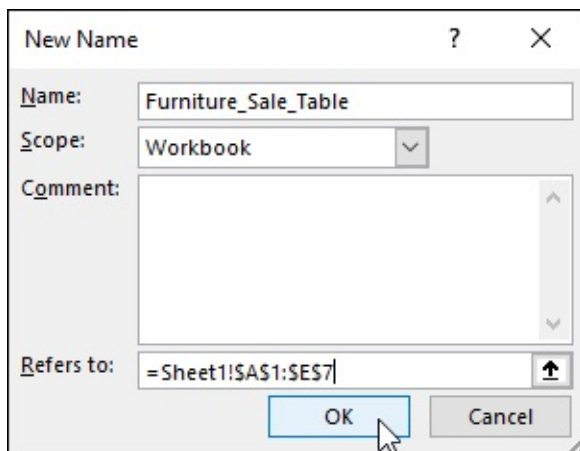 New Name ?
Name: Furniture_Sale_Table
Scope: Workbook
Comment:
Refers to: =Sheet1!$A$1:$E$7
OK Cancel